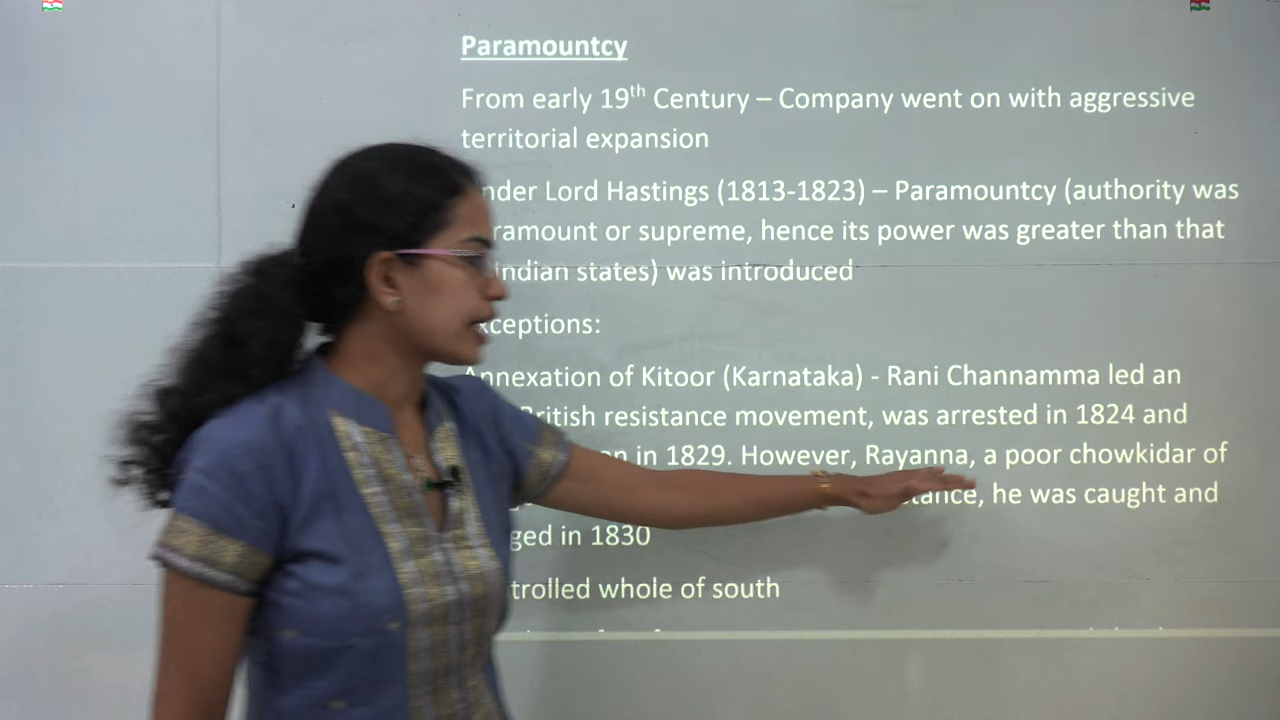 Paramountcy
From early 19th Century – Company went on with aggressive
territorial expansion
nder Lord Hastings (1813-1823) – Paramountcy (authority was
ramount or supreme, hence its power was greater than that
indian states) was introduced
xceptions:
Annexation of Kitoor (Karnataka) - Rani Channamma led an
British resistance movement, was arrested in 1824 and
in 1829. However, Rayanna, a poor chowkidar of
tance, he was caught and
ged in 1830
trolled whole of south